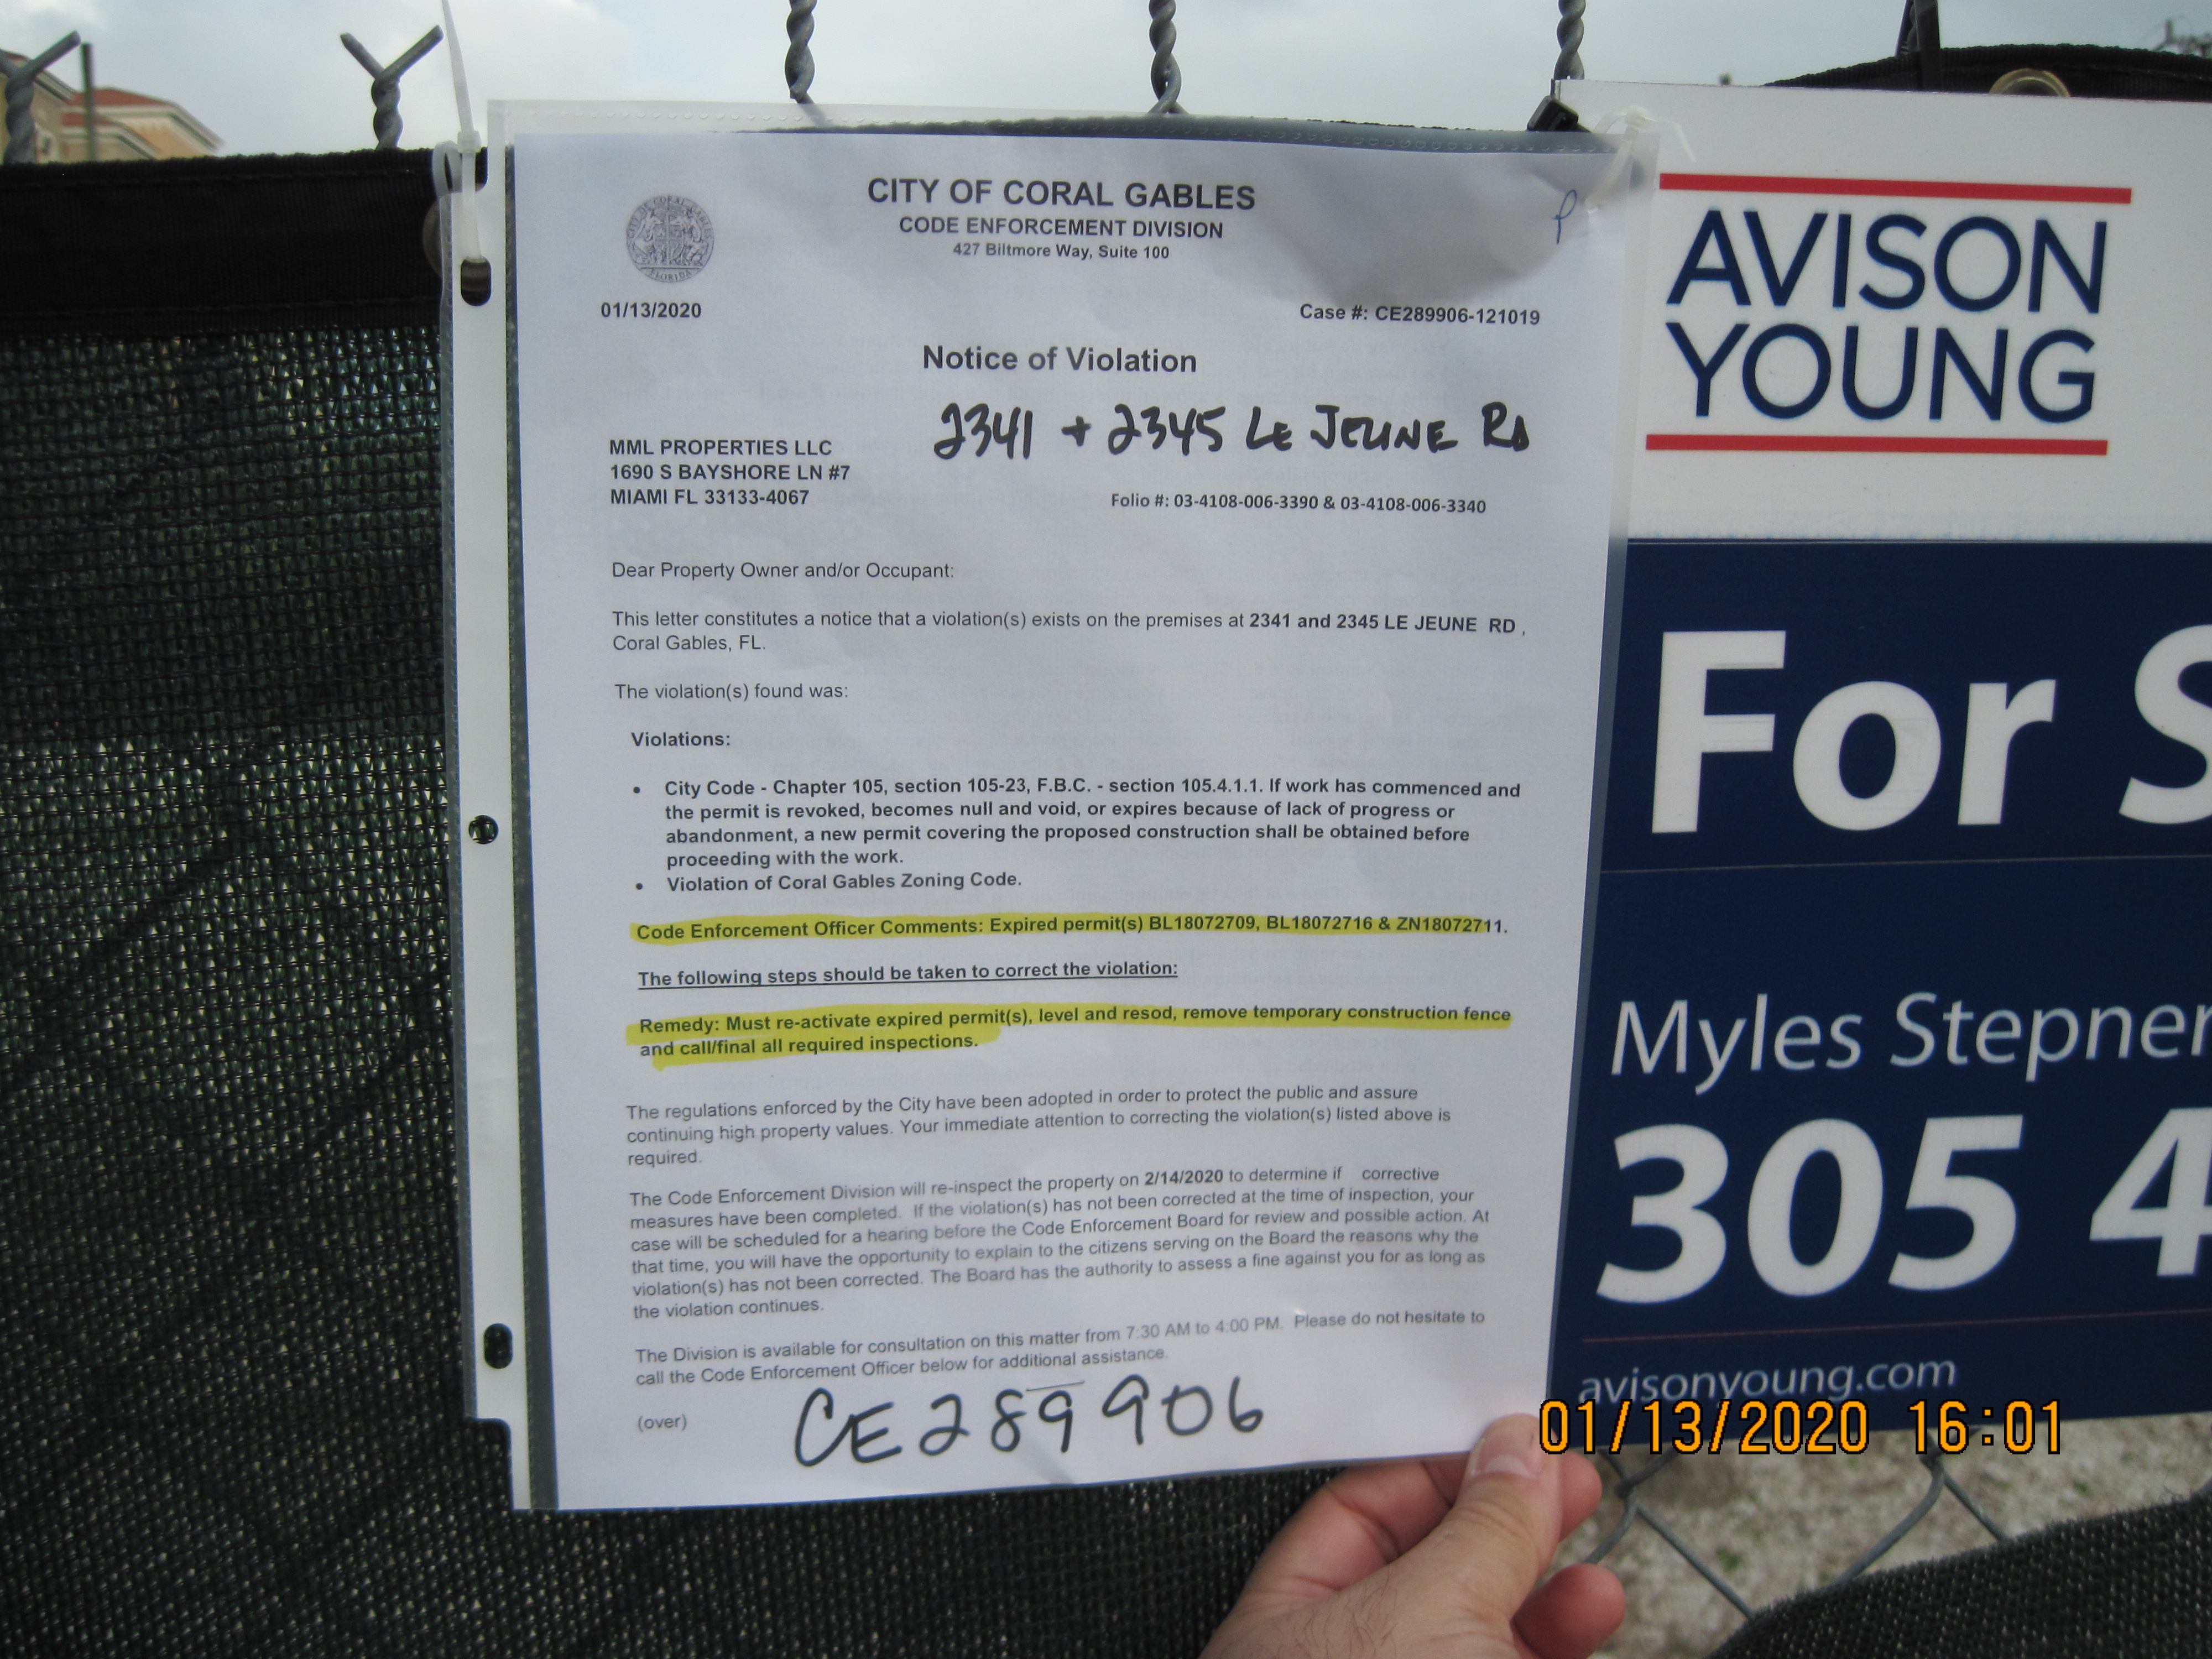 CITY OF CORAL GABLES
CODE ENFORCEMENT DIVISION
427 Biltmore Way, Suite 100
CITY OF CORAL GABLES
FLORIDA
P
01/13/2020
Case #: CE289906-121019
Notice of Violation
2341 + 2345 LE JEUNE RD
MML PROPERTIES LLC
1690 S BAYSHORE LN #7
MIAMI FL 33133-4067
Folio #: 03-4108-006-3390 & 03-4108-006-3340
Dear Property Owner and/or Occupant:
This letter constitutes a notice that a violation(s) exists on the premises at 2341 and 2345 LE JEUNE RD ,
Coral Gables, FL.
The violation(s) found was:
Violations:
• City Code - Chapter 105, section 105-23, F.B.C. - section 105.4.1.1. If work has commenced and
the permit is revoked, becomes null and void, or expires because of lack of progress or
abandonment, a new permit covering the proposed construction shall be obtained before
proceeding with the work.
• Violation of Coral Gables Zoning Code.
Code Enforcement Officer Comments: Expired permit(s) BL18072709, BL18072716 & ZN18072711.
The following steps should be taken to correct the violation:
Remedy: Must re-activate expired permit(s), level and resod, remove temporary construction fence
and call/final all required inspections.
The regulations enforced by the City have been adopted in order to protect the public and assure
continuing high property values. Your immediate attention to correcting the violation(s) listed above is
required.
The Code Enforcement Division will re-inspect the property on 2/14/2020 to determine if corrective
measures have been completed. If the violation(s) has not been corrected at the time of inspection, your
case will be scheduled for a hearing before the Code Enforcement Board for review and possible action. At
that time, you will have the opportunity to explain to the citizens serving on the Board the reasons why the
violation(s) has not been corrected. The Board has the authority to assess a fine against you for as long as
the violation continues.
The Division is available for consultation on this matter from 7:30 AM to 4:00 PM. Please do not hesitate to
call the Code Enforcement Officer below for additional assistance.
(over)
CE289906
AVISON
YOUNG
For S
Myles Stepner
305 4
avisonyoung.com
01/13/2020 16:01